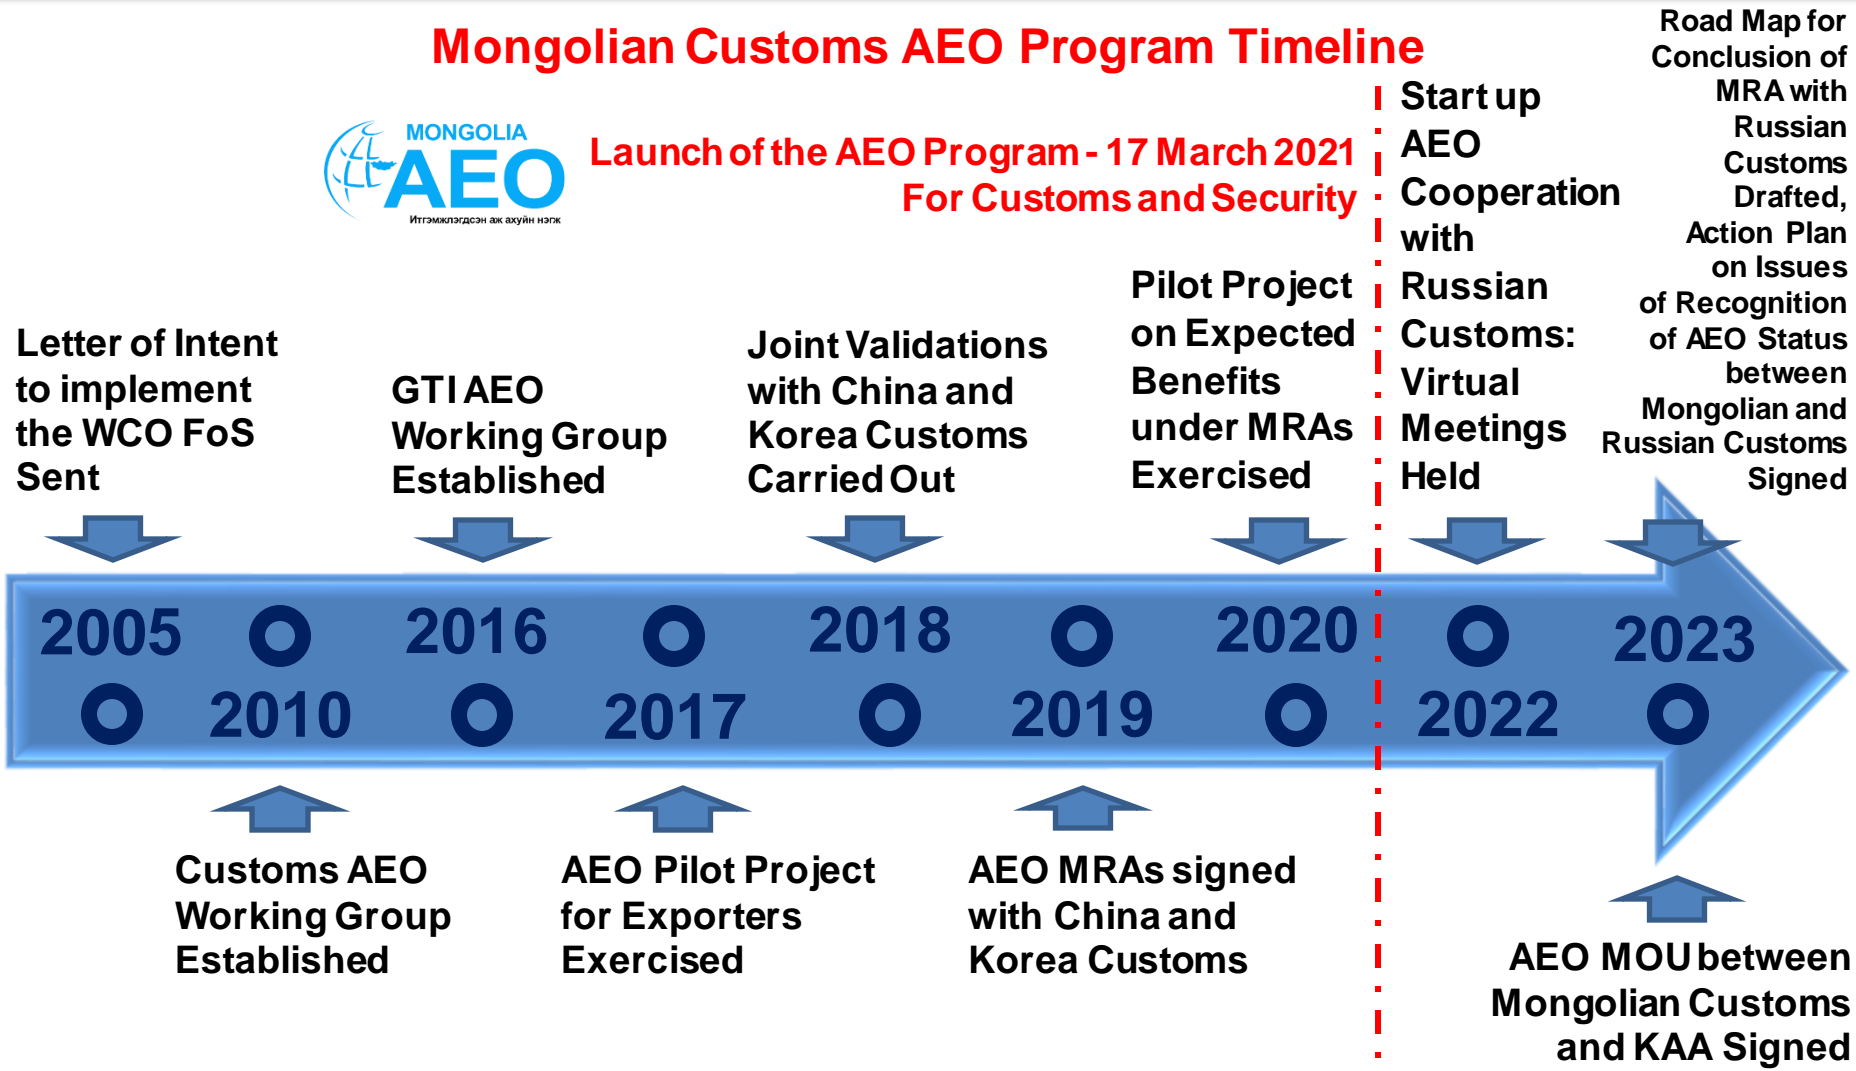 Mongolian Customs AEO Program Timeline
MONGOLIA
AEO
Итгэмжлэгдсэн аж ахуйн нэгж
Launch of the AEO Program - 17 March 2021
For Customs and Security
Letter of Intent
to implement
the WCO FoS
Sent
GTI AEO
Working Group
Established
Joint Validations
with China and
Korea Customs
Carried Out
Pilot Project
on Expected
Benefits
under MRAs
Exercised
Start up
AEO
Cooperation
with
Russian
Customs:
Virtual
Meetings
Held
Road Map for
Conclusion of
MRA with
Russian
Customs
Drafted,
Action Plan
on Issues
of Recognition
of AEO Status
between
Mongolian and
Russian Customs
Signed
2005
2016
2018
2020
2023
2010
2017
2019
2022
Customs AEO
Working Group
Established
AEO Pilot Project
for Exporters
Exercised
AEO MRAs signed
with China and
Korea Customs
AEO MOU between
Mongolian Customs
and KAA Signed